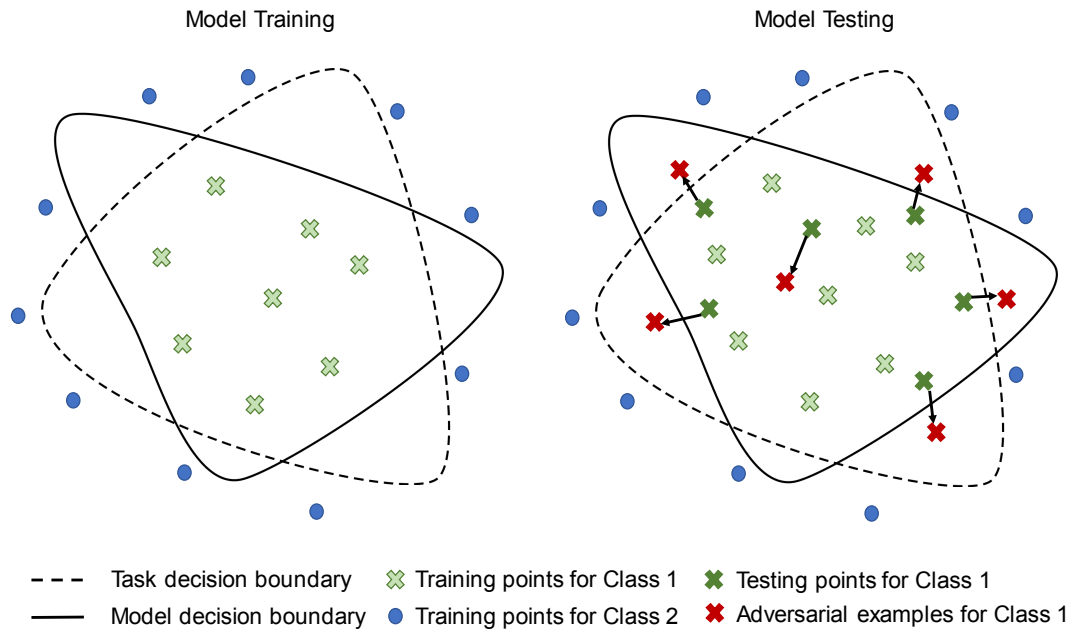 Model Training
Model Testing
Task decision boundary
Training points for Class 1
Testing points for Class 1
Model decision boundary
Training points for Class 2
Adversarial examples for Class 1